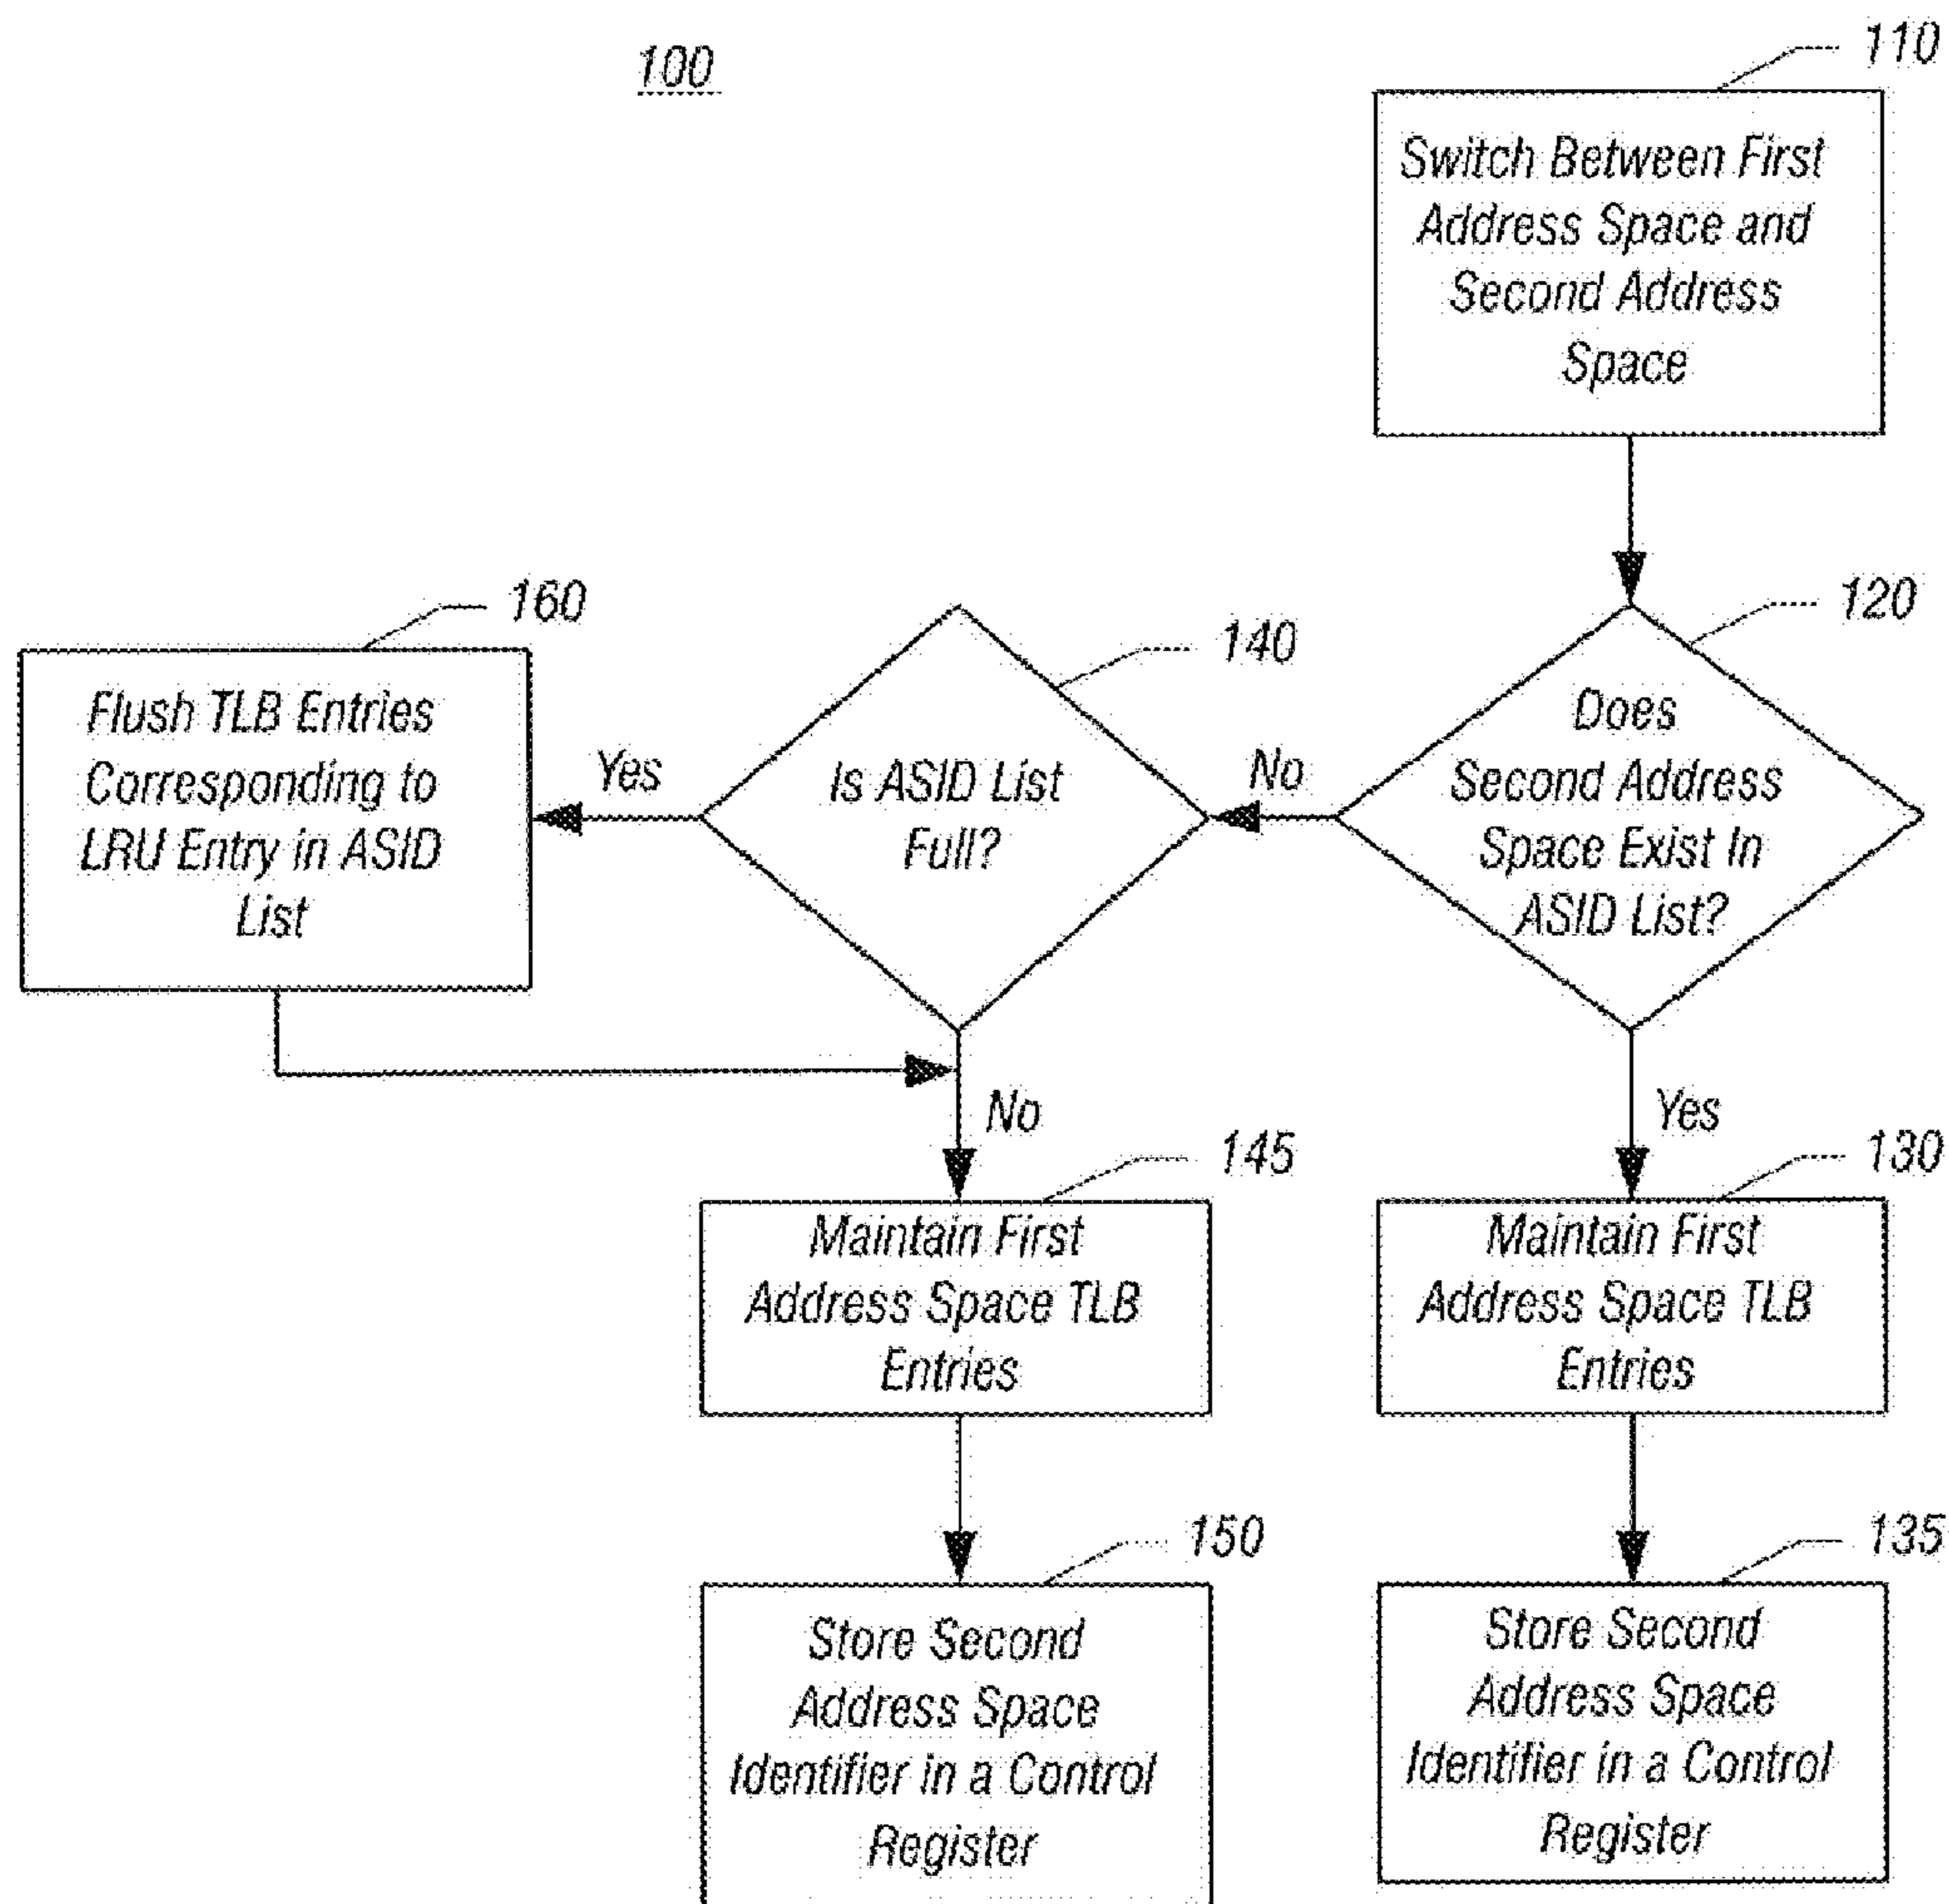 100
110
Switch Between First
Address Space and
Second Address
Space
120
Does
Second Address
Space Exist In
ASID List?
No
140
Is ASID List
Full?
Yes
160
Flush TLB Entries
Corresponding to
LRU Entry in ASID
List
No
Yes
145
Maintain First
Address Space TLB
Entries
130
Maintain First
Address Space TLB
Entries
150
Store Second
Address Space
Identifier in a Control
Register
135
Store Second
Address Space
Identifier in a Control
Register